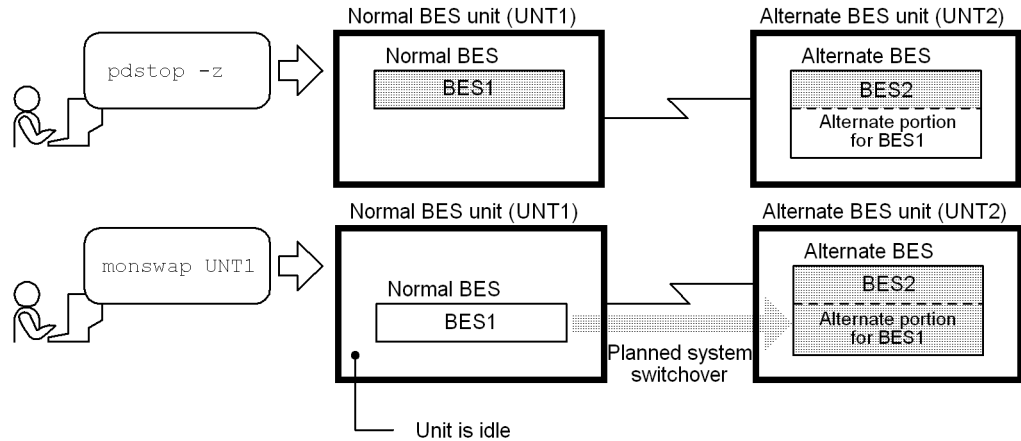 Normal BES unit (UNT1)
Alternate BES unit (UNT2)
pdstop -z
Normal BES
BES1
Alternate BES
BES2
Alternate portion
for BES1
Normal BES unit (UNT1)
Alternate BES unit (UNT2)
monswap UNT1
Normal BES
BES1
Alternate BES
BES2
Alternate portion
for BES1
Planned system
switchover
Unit is idle